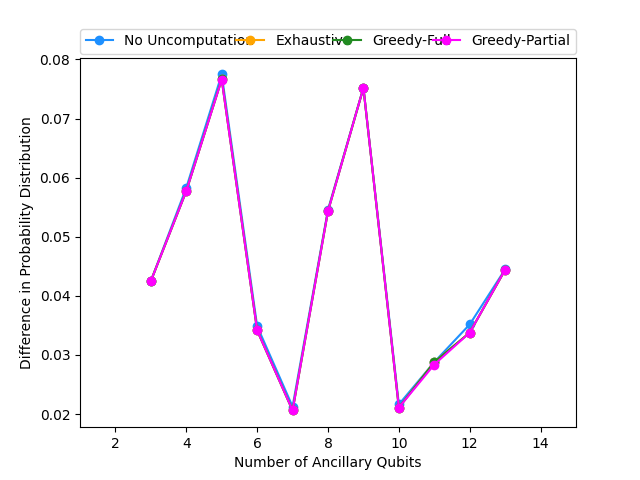 No Uncomputation Exhaustive Greedy-Full Greedy-Partial
0.08
0.07
0.06
0.05
0.04
0.03
0.02
Difference in Probability Distribution
2 4 6 8 10 12 14
Number of Ancillary Qubits